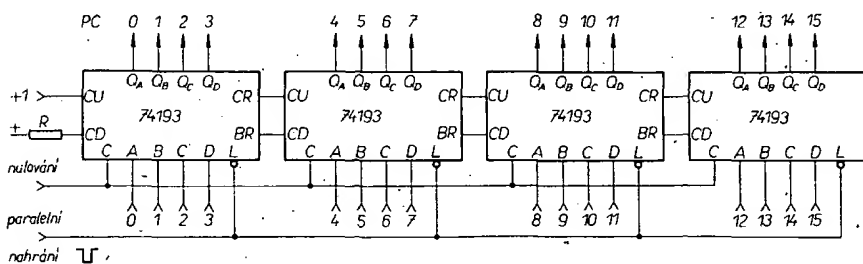 PC 0 1 2 3 4 5 6 7 8 9 10 11 12 13 14 15
QA QB QC QD QA QB QC QD QA QB QC QD QA QB QC QD
+1 CU CR CU CR CU CR CU
74193 74193 74193 74193
+ R CD BR CD BR CD BR CD
C A B C D L C A B C D L C A B C D L C A B C D L
nulování
paralelní 0 1 2 3 4 5 6 7 8 9 10 11 12 13 14 15
nahrání